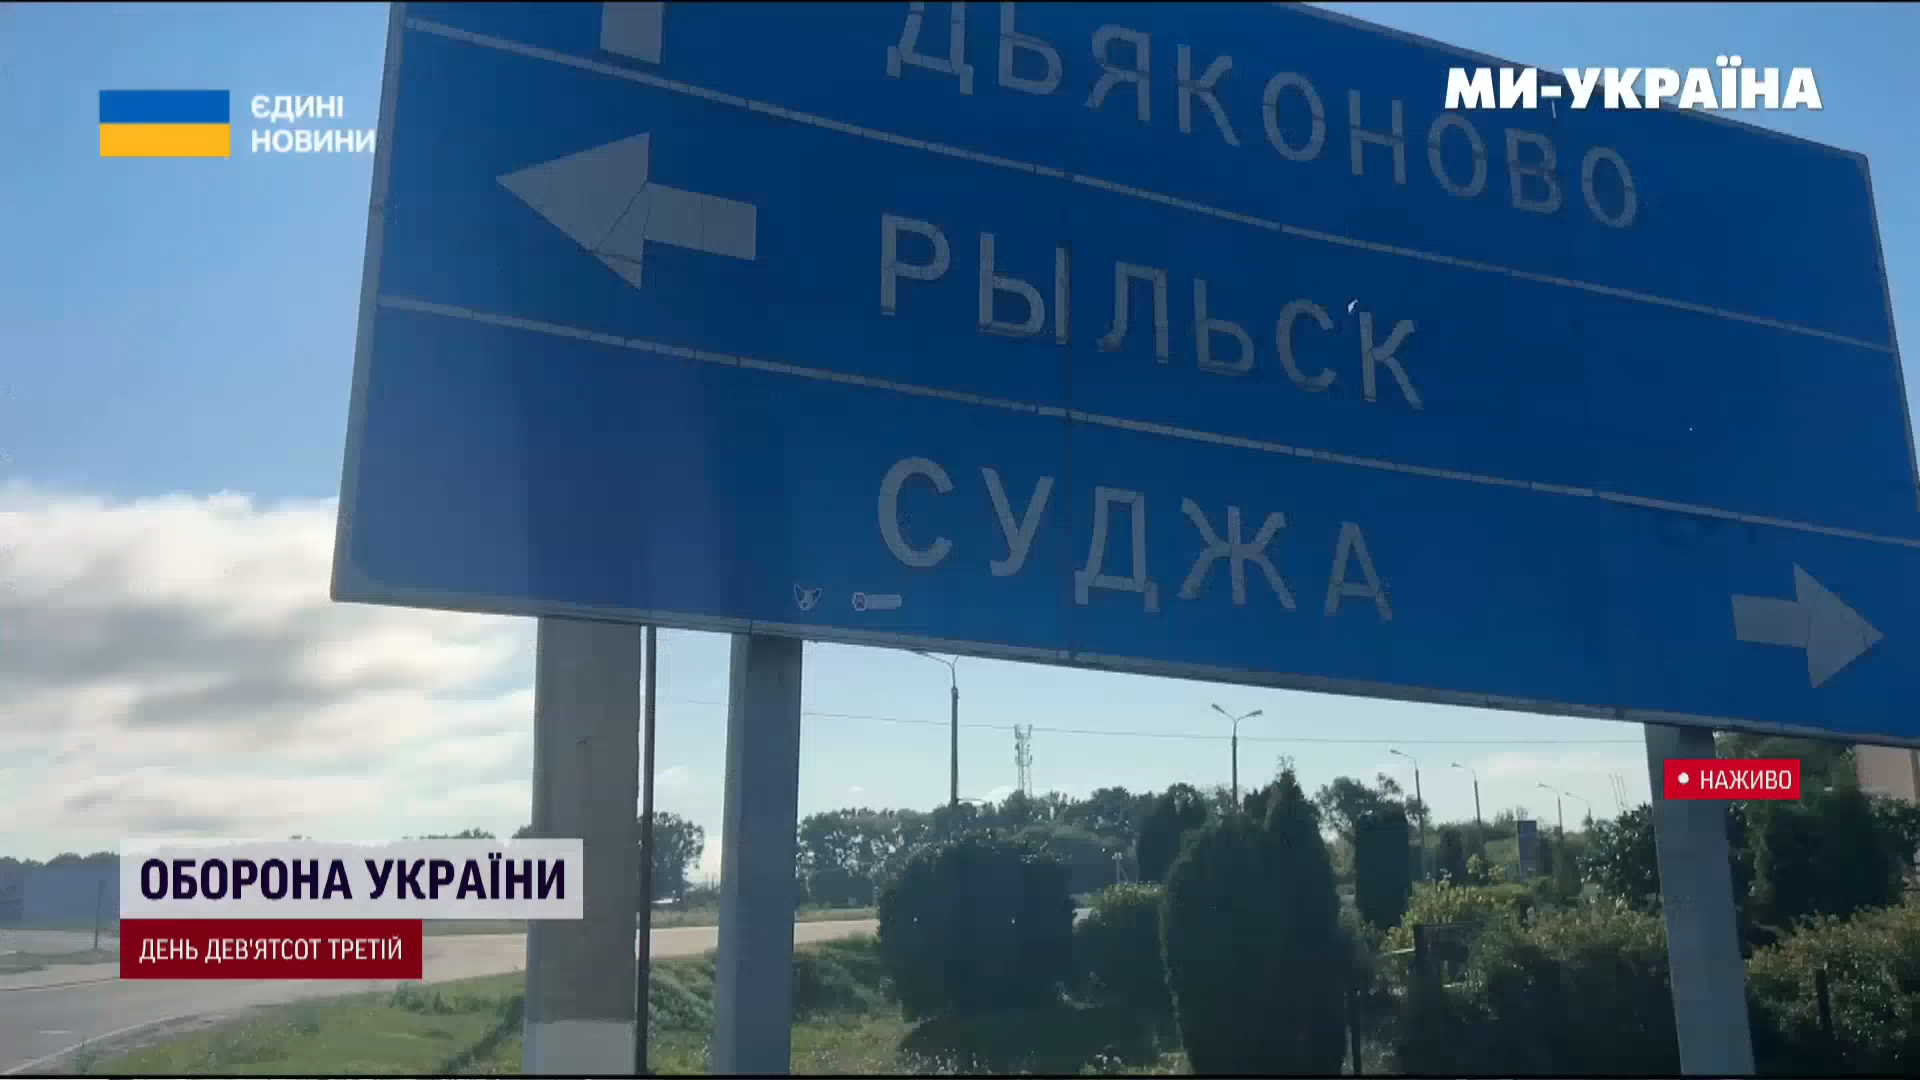 ДЬЯКОНОВО
МИ-УКРАЇНА
ЄДИНІ
НОВИНИ
РЫЛЬСК
СУДЖА
НАЖИВО
ОБОРОНА УКРАЇНИ
ДЕНЬ ДЕВ'ЯТСОТ ТРЕТІЙ